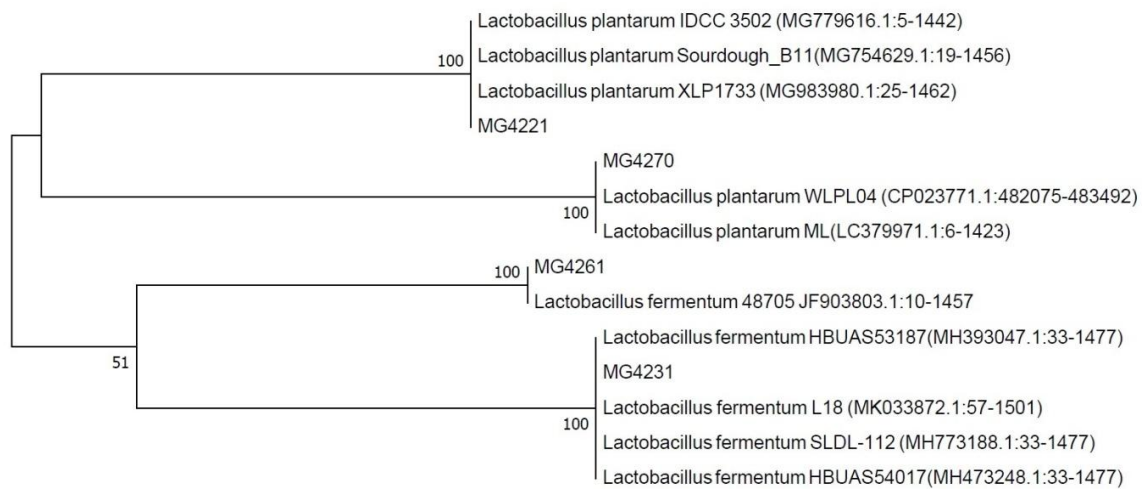 Lactobacillus plantarum IDCC 3502 (MG779616.1:5-1442)
100
Lactobacillus plantarum Sourdough_B11(MG754629.1:19-1456)
Lactobacillus plantarum XLP1733 (MG983980.1:25-1462)
MG4221
MG4270
Lactobacillus plantarum WLPL04 (CP023771.1:482075-483492)
100
Lactobacillus plantarum ML(LC379971.1:6-1423)
100
MG4261
Lactobacillus fermentum 48705 JF903803.1:10-1457
Lactobacillus fermentum HBUAS53187(MH393047.1:33-1477)
51
MG4231
Lactobacillus fermentum L18 (MK033872.1:57-1501)
100
Lactobacillus fermentum SLDL-112 (MH773188.1:33-1477)
Lactobacillus fermentum HBUAS54017(MH473248.1:33-1477)